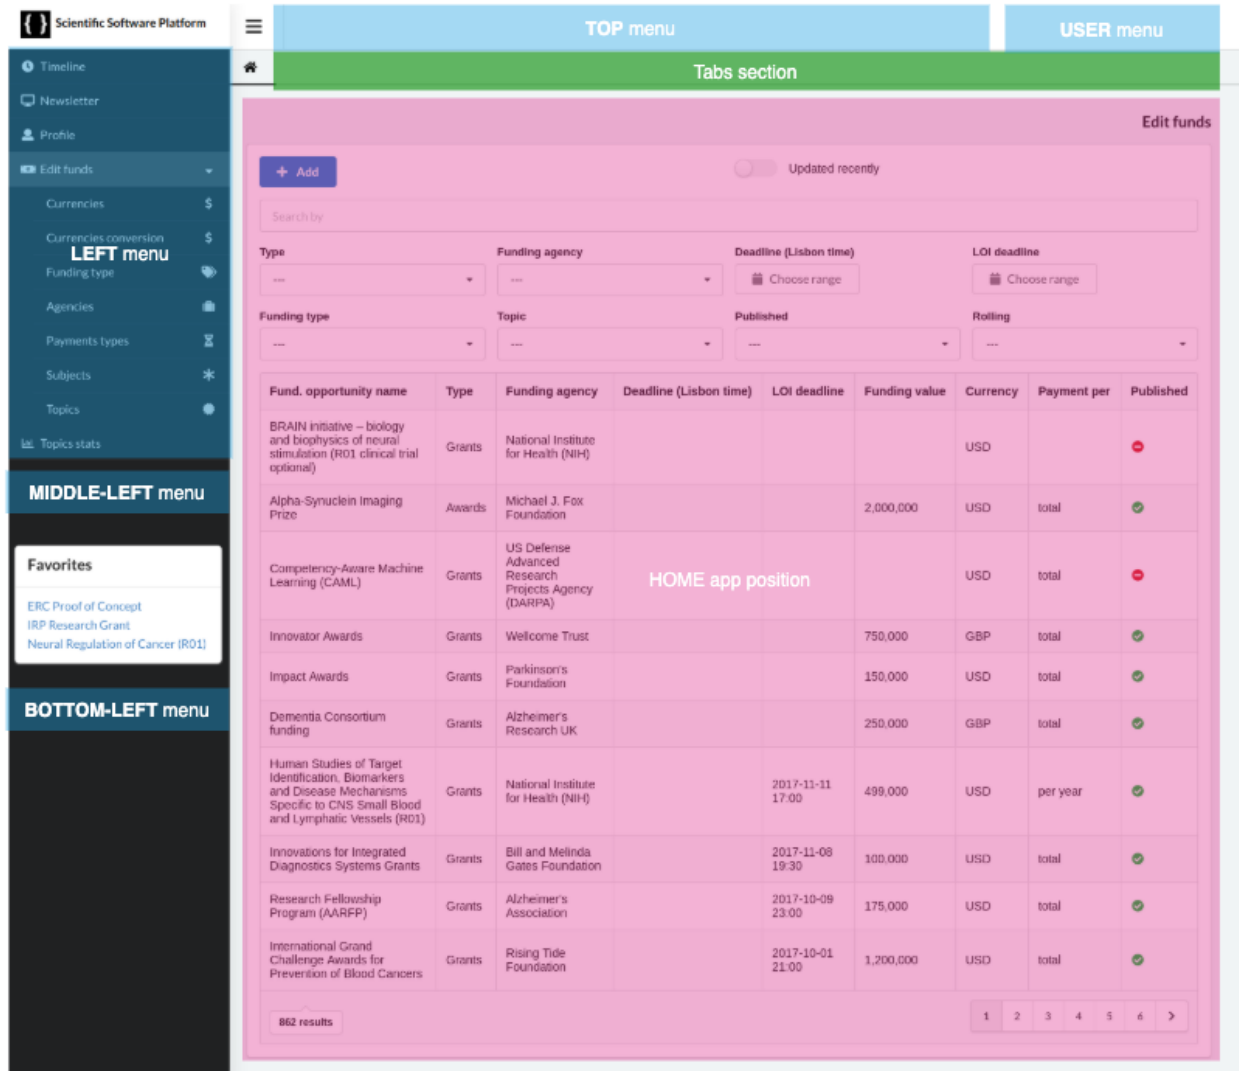 { } Scientific Software Platform
TOP menu
USER menu
Tabs section
Timeline
Newsletter
Profile
Edit funds
Currencies $
Currencies conversion $
LEFT menu
Funding type
Agencies
Payments types
Subjects
Topics
Topics stats
MIDDLE-LEFT menu
Favorites
ERC Proof of Concept
IRP Research Grant
Neural Regulation of Cancer (R01)
BOTTOM-LEFT menu
Edit funds
+ Add
Updated recently
Search by
Type Funding agency Deadline (Lisbon time) LOI deadline
--- --- Choose range Choose range
Funding type Topic Published Rolling
--- --- --- ---
Fund. opportunity name Type Funding agency Deadline (Lisbon time) LOI deadline Funding value Currency Payment per Published
BRAIN initiative – biology
and biophysics of neural
stimulation (R01 clinical trial
optional)
Grants
National Institute
for Health (NIH)
USD
Alpha-Synuclein Imaging
Prize
Awards
Michael J. Fox
Foundation
2,000,000 USD total
Competency-Aware Machine
Learning (CAML)
Grants
US Defense
Advanced
Research
Projects Agency
(DARPA)
USD total
HOME app position
Innovator Awards Grants Wellcome Trust 750,000 GBP total
Impact Awards Grants
Parkinson's
Foundation
150,000 USD total
Dementia Consortium
funding
Grants
Alzheimer's
Research UK
250,000 GBP total
Human Studies of Target
Identification, Biomarkers
and Disease Mechanisms
Specific to CNS Small Blood
and Lymphatic Vessels (R01)
Grants
National Institute
for Health (NIH)
2017-11-11
17:00
499,000 USD per year
Innovations for Integrated
Diagnostics Systems Grants
Grants
Bill and Melinda
Gates Foundation
2017-11-08
19:30
100,000 USD total
Research Fellowship
Program (AARFP)
Grants
Alzheimer's
Association
2017-10-09
23:00
175,000 USD total
International Grand
Challenge Awards for
Prevention of Blood Cancers
Grants
Rising Tide
Foundation
2017-10-01
21:00
1,200,000 USD total
862 results
1 2 3 4 5 6 >